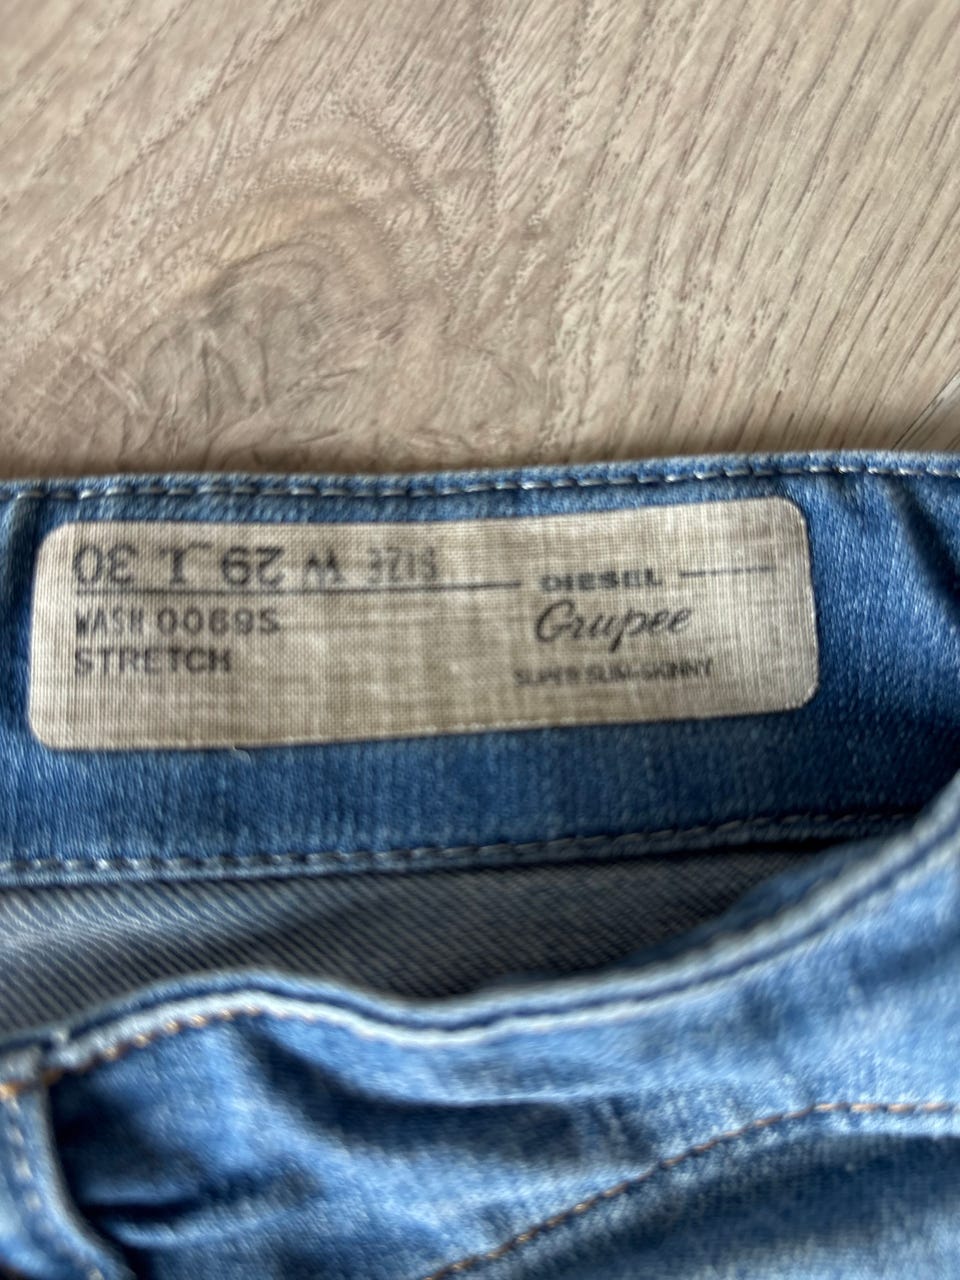 SIZE W 29 L 30
DIESEL
WASH 0069S
Grupee
STRETCH
SUPER SLIM-SKINNY